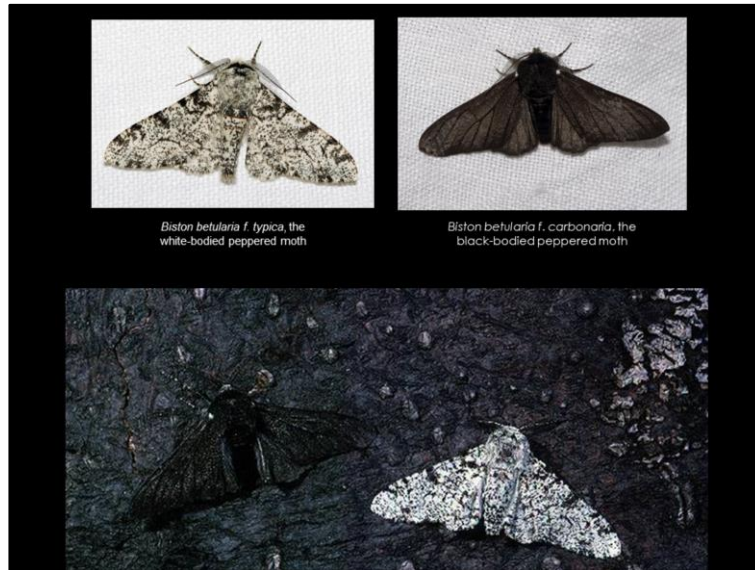 Biston betularia f. typica, the
white-bodied peppered moth
Biston betularia f. carbonaria, the
black-bodied peppered moth